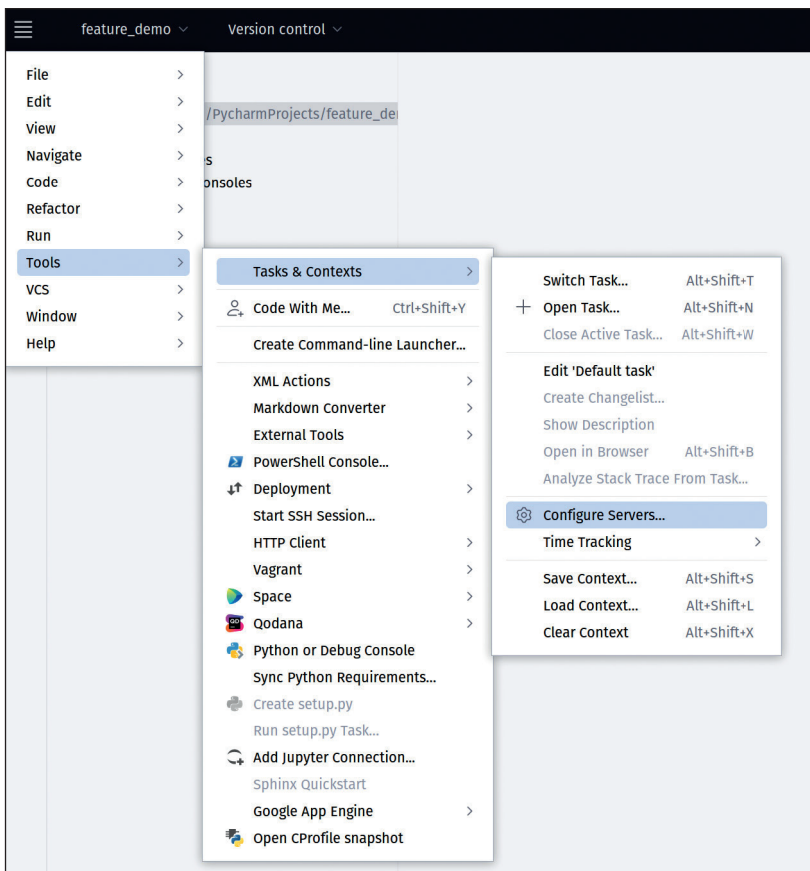 feature_demo Version control
File
Edit
View
Navigate
Code
Refactor
Run
Tools
VCS
Window
Help
/PycharmProjects/feature_de
s
onsoles
Tasks & Contexts
Code With Me... Ctrl+Shift+Y
Create Command-line Launcher...
XML Actions
Markdown Converter
External Tools
PowerShell Console...
Deployment
Start SSH Session...
HTTP Client
Vagrant
Space
Qodana
Python or Debug Console
Sync Python Requirements...
Create setup.py
Run setup.py Task...
Add Jupyter Connection...
Sphinx Quickstart
Google App Engine
Open CProfile snapshot
Switch Task... Alt+Shift+T
Open Task... Alt+Shift+N
Close Active Task... Alt+Shift+W
Edit 'Default task'
Create Changelist...
Show Description
Open in Browser Alt+Shift+B
Analyze Stack Trace From Task...
Configure Servers...
Time Tracking
Save Context... Alt+Shift+S
Load Context... Alt+Shift+L
Clear Context Alt+Shift+X